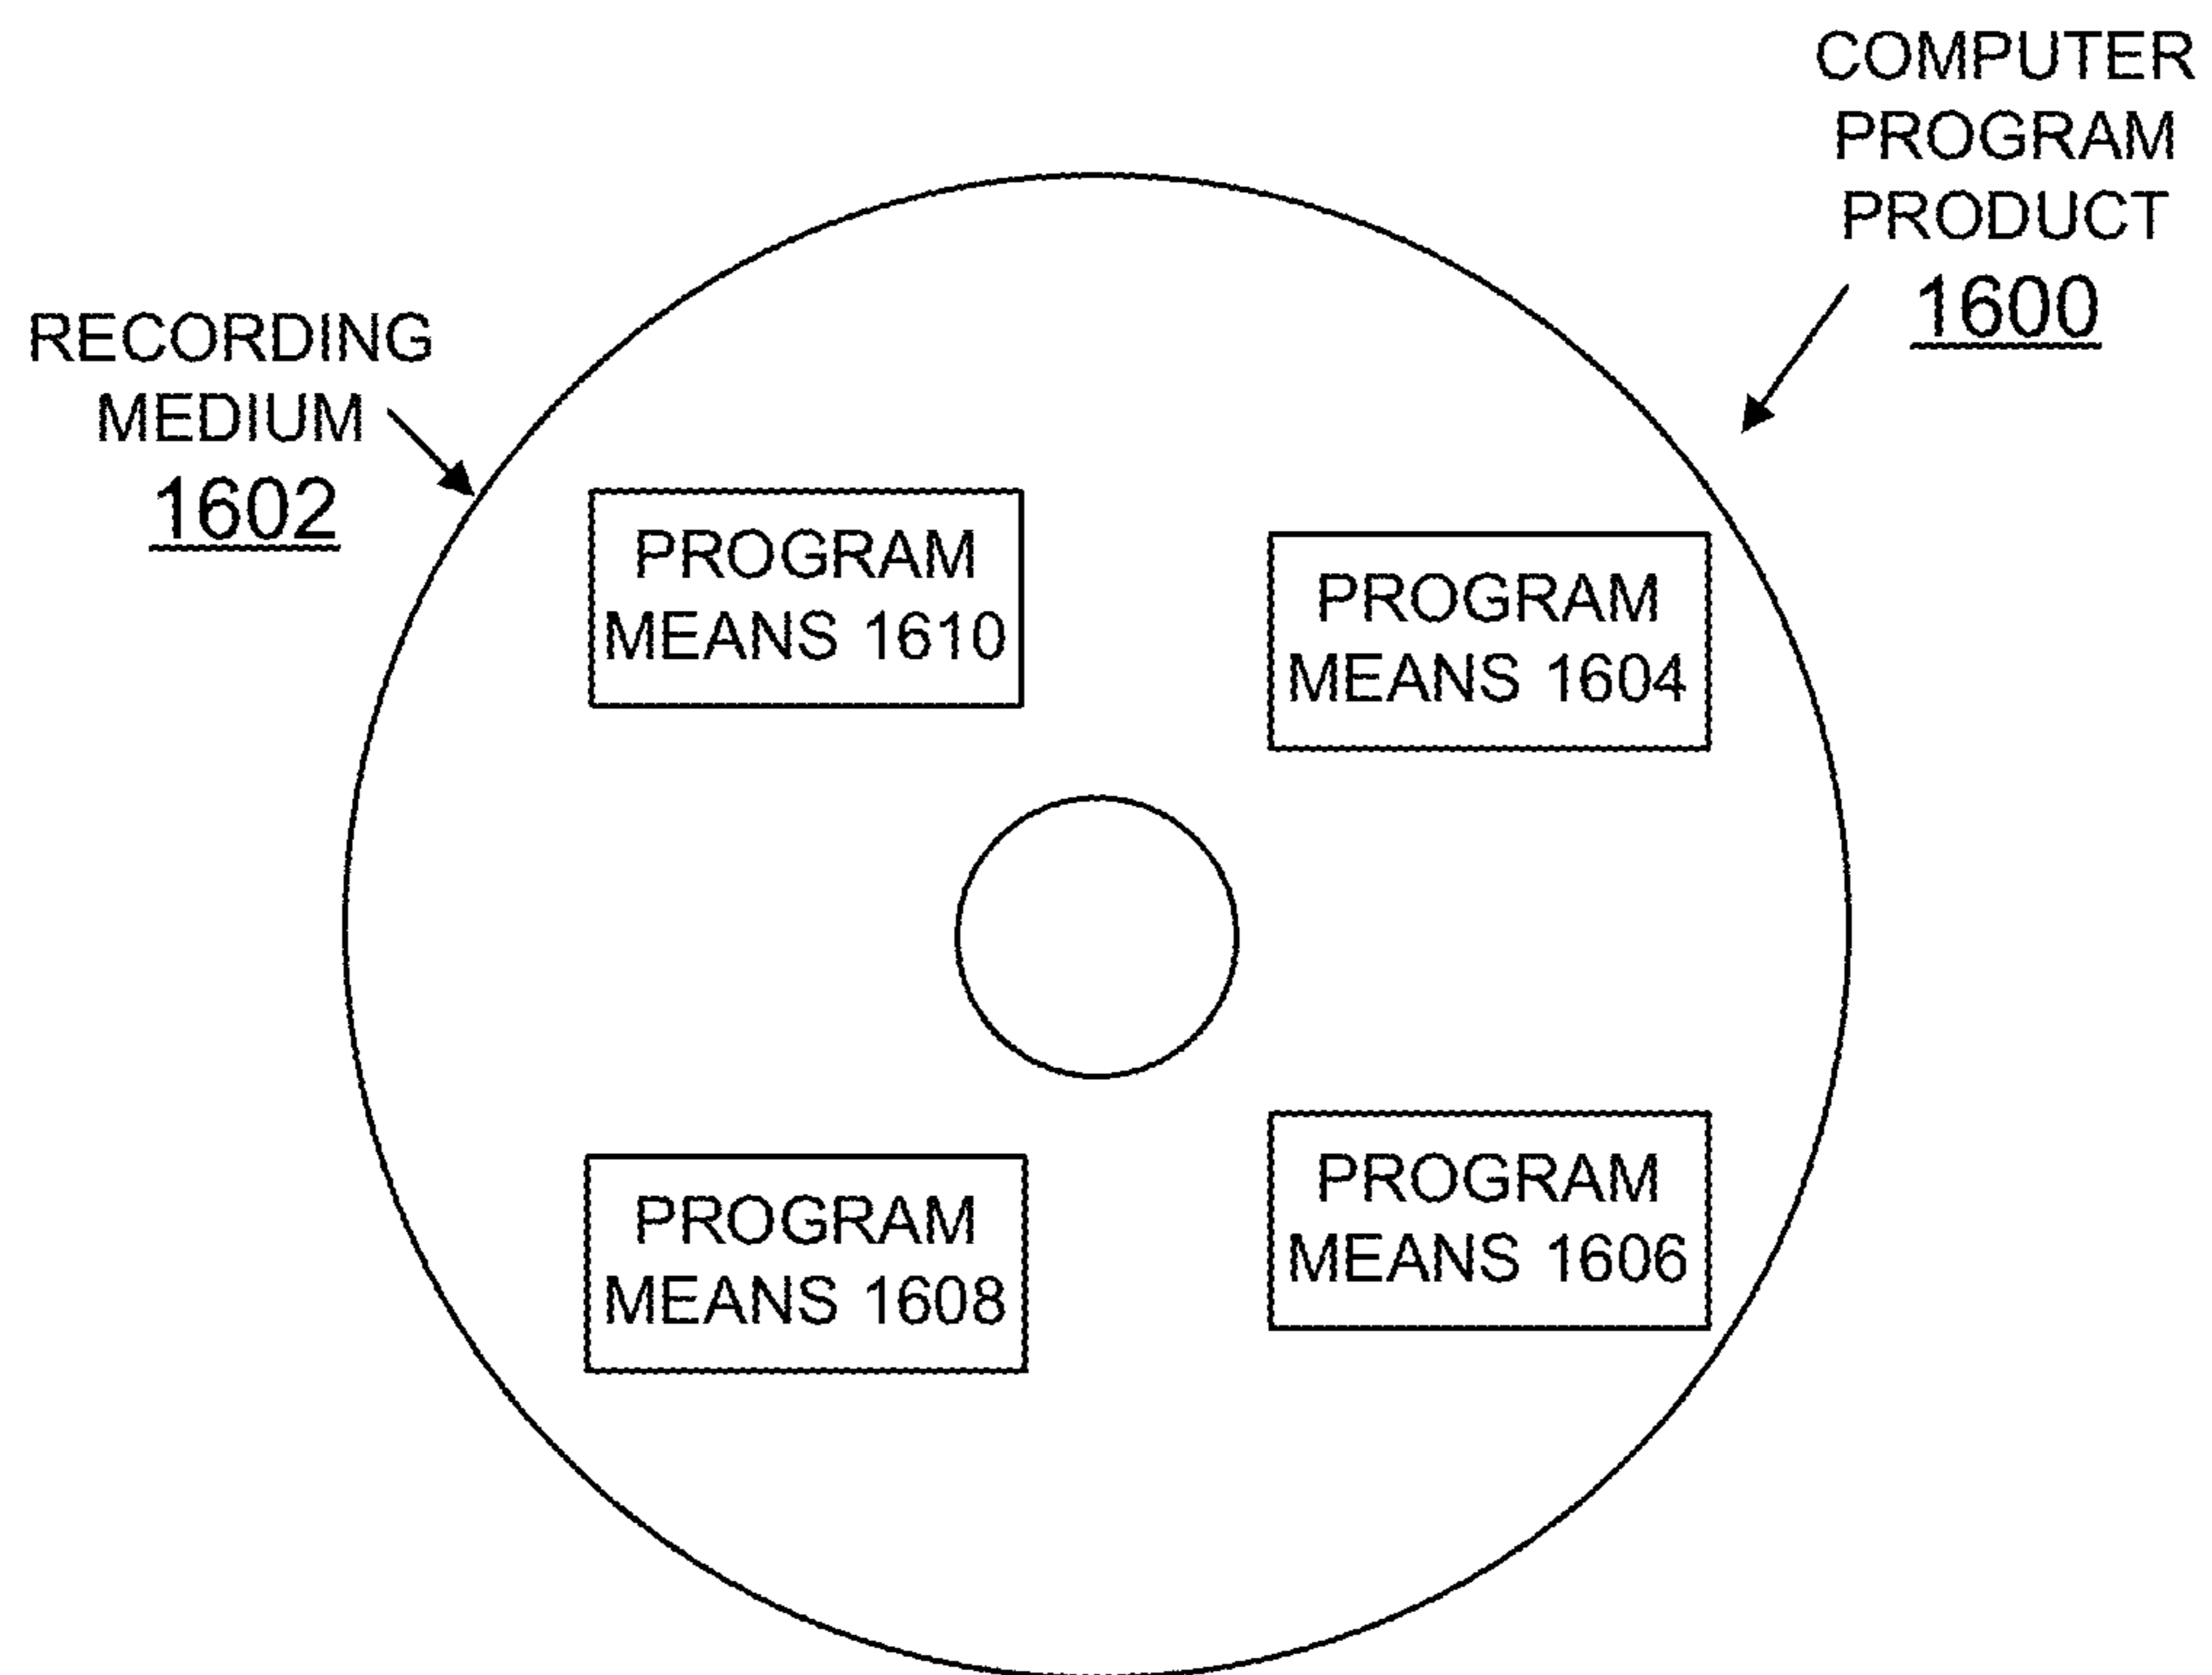 COMPUTER
PROGRAM
PRODUCT
1600
RECORDING
MEDIUM
1602
PROGRAM
MEANS 1610
PROGRAM
MEANS 1604
PROGRAM
MEANS 1608
PROGRAM
MEANS 1606